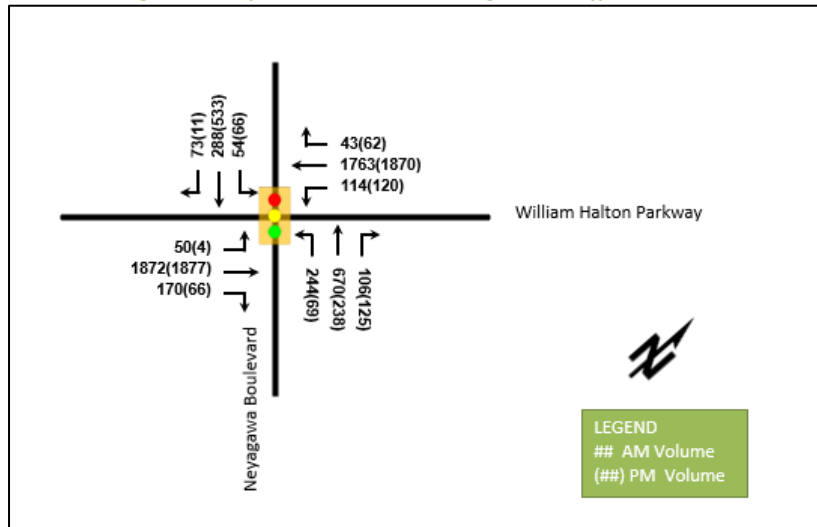 73(11)
288(533)
54(66)
43(62)
1763(1870)
114(120)
William Halton Parkway
50(4)
1872(1877)
170(66)
244(69)
670(238)
106(125)
Neyagawa Boulevard
LEGEND
## AM Volume
(##) PM Volume